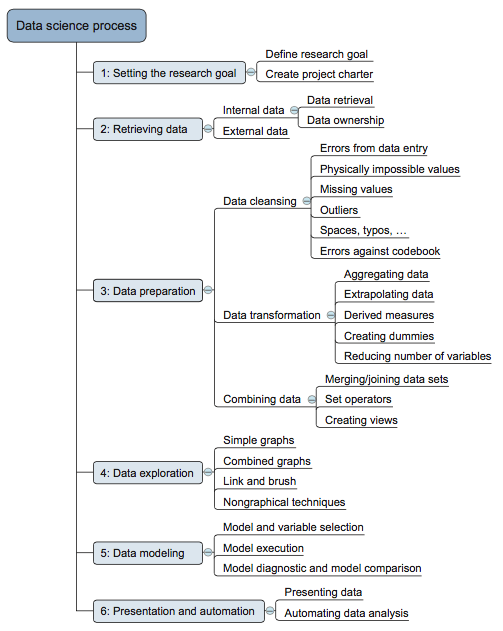 Data science process
1: Setting the research goal
Define research goal
Create project charter
2: Retrieving data
Internal data
Data retrieval
Data ownership
External data
3: Data preparation
Data cleansing
Errors from data entry
Physically impossible values
Missing values
Outliers
Spaces, typos, …
Errors against codebook
Data transformation
Aggregating data
Extrapolating data
Derived measures
Creating dummies
Reducing number of variables
Combining data
Merging/joining data sets
Set operators
Creating views
4: Data exploration
Simple graphs
Combined graphs
Link and brush
Nongraphical techniques
5: Data modeling
Model and variable selection
Model execution
Model diagnostic and model comparison
6: Presentation and automation
Presenting data
Automating data analysis